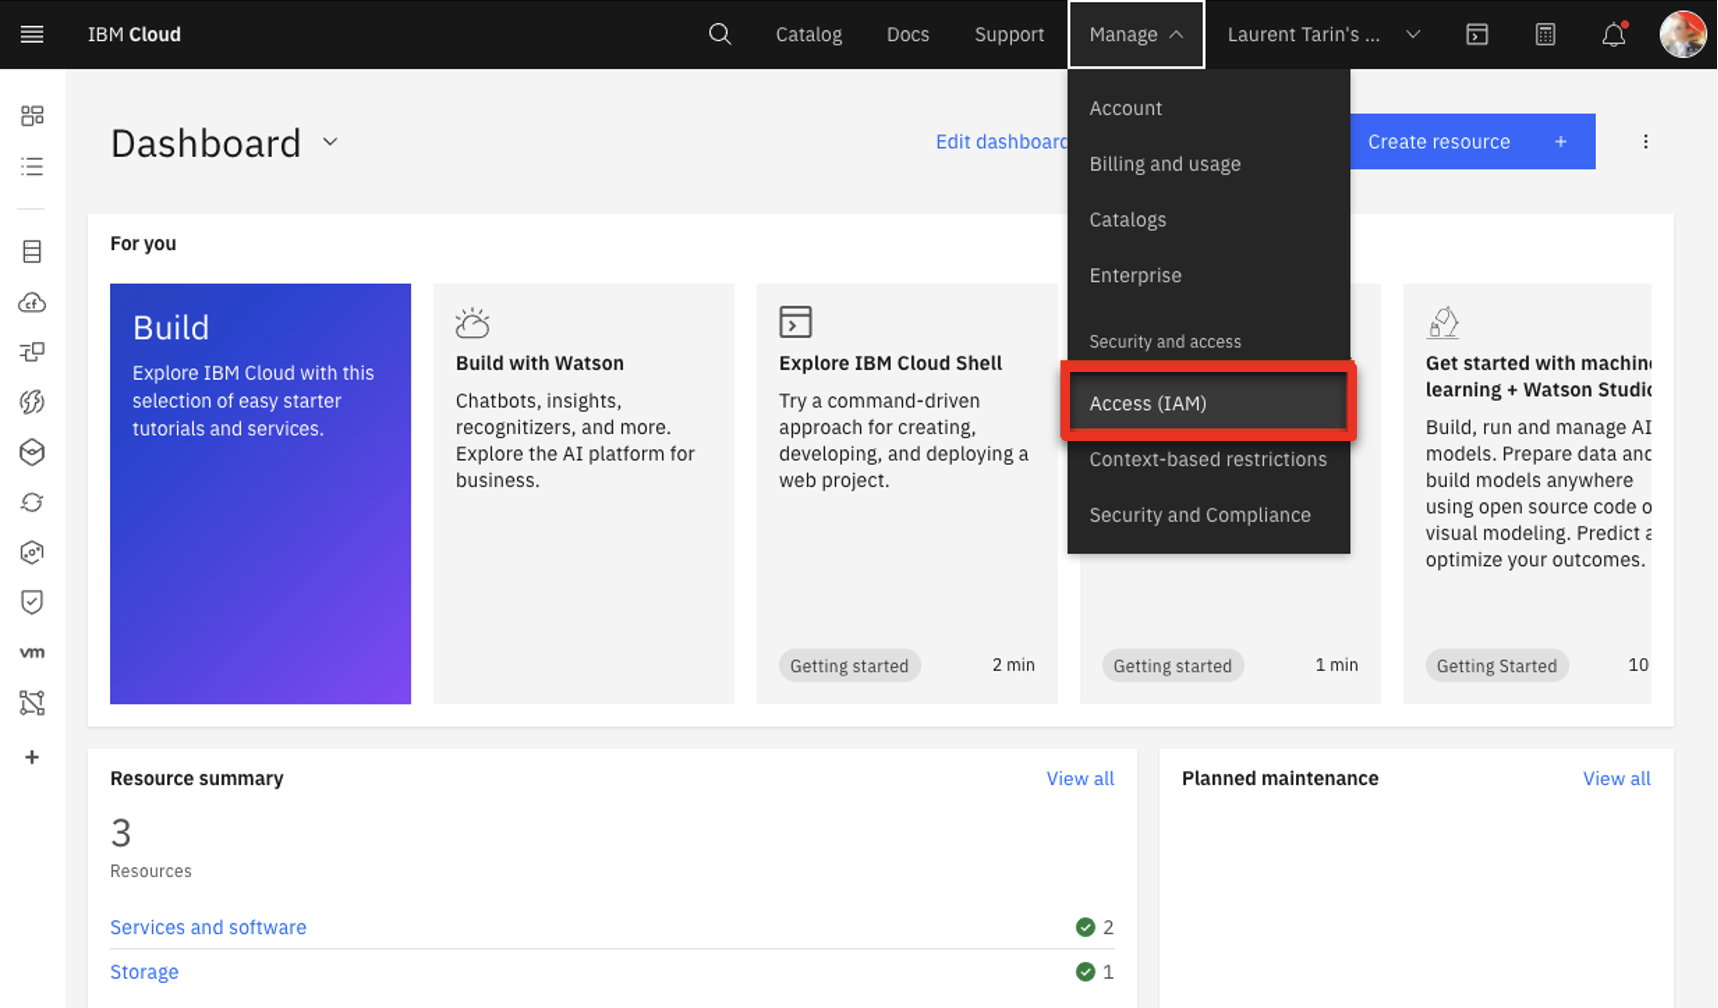 IBM Cloud
Catalog
Docs
Support
Manage
Laurent Tarin's ...
Dashboard
Edit dashboard
Create resource +
Account
Billing and usage
Catalogs
Enterprise
Security and access
Access (IAM)
Context-based restrictions
Security and Compliance
For you
Build
Explore IBM Cloud with this
selection of easy starter
tutorials and services.
Build with Watson
Chatbots, insights,
recognizers, and more.
Explore the AI platform for
business.
Explore IBM Cloud Shell
Try a command-driven
approach for creating,
developing, and deploying a
web project.
Getting started
2 min
Getting started
1 min
Get started with machine
learning + Watson Studio
Build, run and manage AI
models. Prepare data and
build models anywhere
using open source code o
visual modeling. Predict a
optimize your outcomes.
Getting Started
10
cf
vm
+
Resource summary
View all
3
Resources
Services and software
2
Storage
1
Planned maintenance
View all